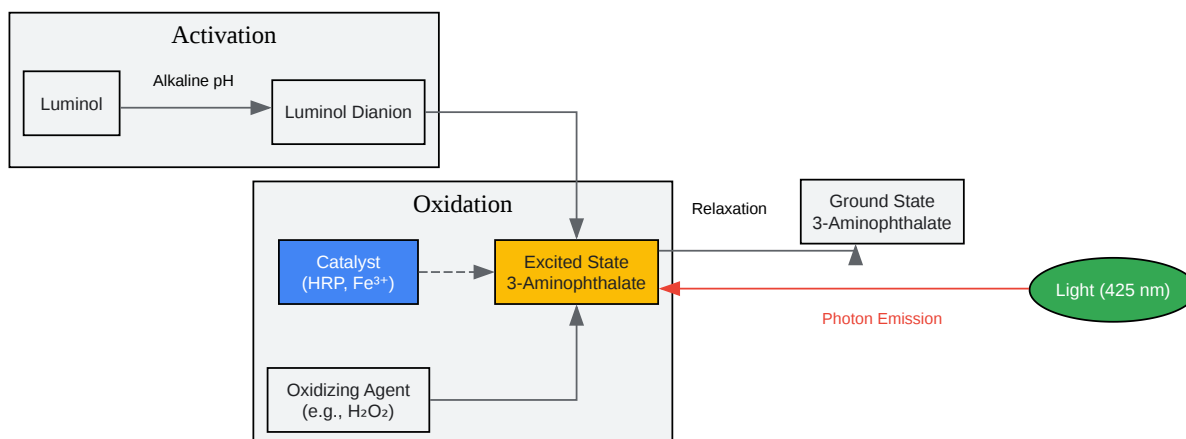 Activation
Alkaline pH
Luminol
Luminol Dianion
Oxidation
Relaxation
Ground State
3-Aminophthalate
Catalyst
(HRP, Fe³⁺)
Excited State
3-Aminophthalate
Light (425 nm)
Photon Emission
Oxidizing Agent
(e.g., H₂O₂)